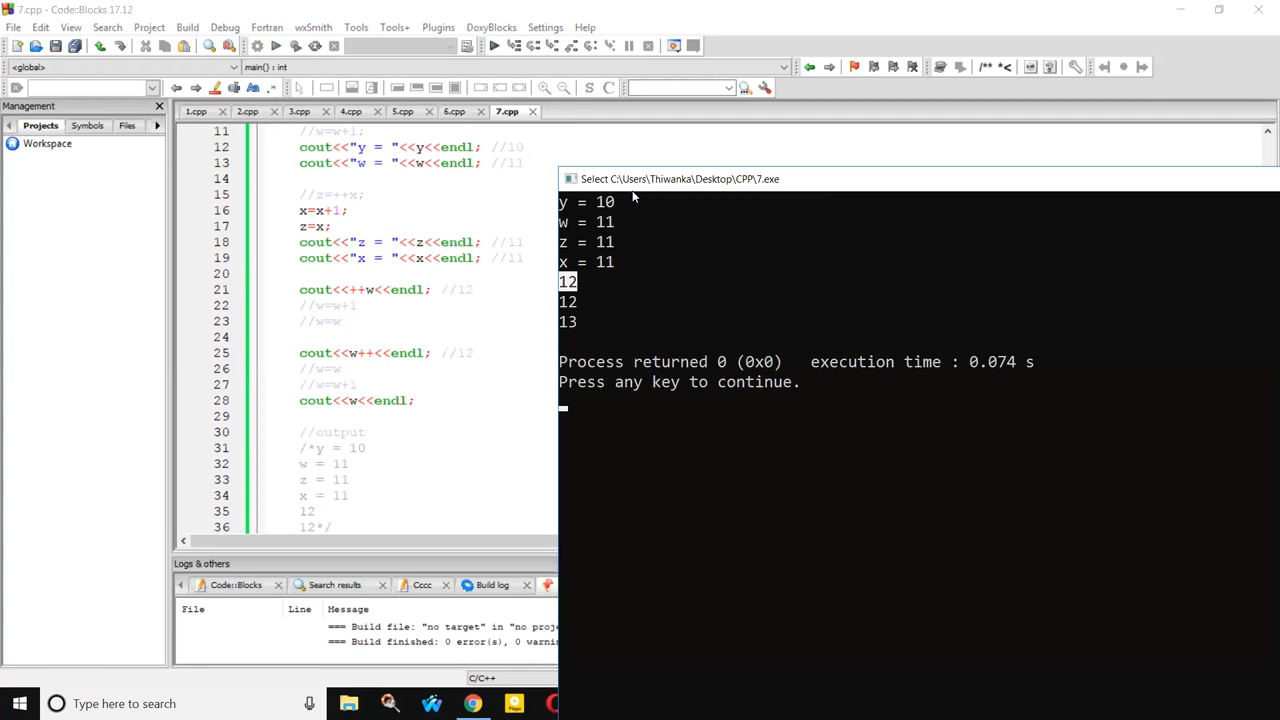 7.cpp - Code::Blocks 17.12
File Edit View Search Project Build Debug Fortran wxSmith Tools Tools+ Plugins DoxyBlocks Settings Help
<global> main() : int
/** *<
S C
Management
Projects Symbols Files
Workspace
1.cpp 2.cpp 3.cpp 4.cpp 5.cpp 6.cpp 7.cpp
11 //w=w+1;
12 cout<<"y = "<<y<<endl; //10
13 cout<<"w = "<<w<<endl; //11
14
15 //z=++x;
16 x=x+1;
17 z=x;
18 cout<<"z = "<<z<<endl; //11
19 cout<<"x = "<<x<<endl; //11
20
21 cout<<++w<<endl; //12
22 //w=w+1
23 //w=w
24
25 cout<<w++<<endl; //12
26 //w=w
27 //w=w+1
28 cout<<w<<endl;
29
30 //output
31 /*y = 10
32 w = 11
33 z = 11
34 x = 11
35 12
36 12*/
Select C:\Users\Thiwanka\Desktop\CPP\7.exe
y = 10
w = 11
z = 11
x = 11
12
12
13
Process returned 0 (0x0) execution time : 0.074 s
Press any key to continue.
Logs & others
Code::Blocks Search results Cccc Build log
File Line Message
=== Build file: "no target" in "no proje
=== Build finished: 0 error(s), 0 warnin
C/C++
Type here to search